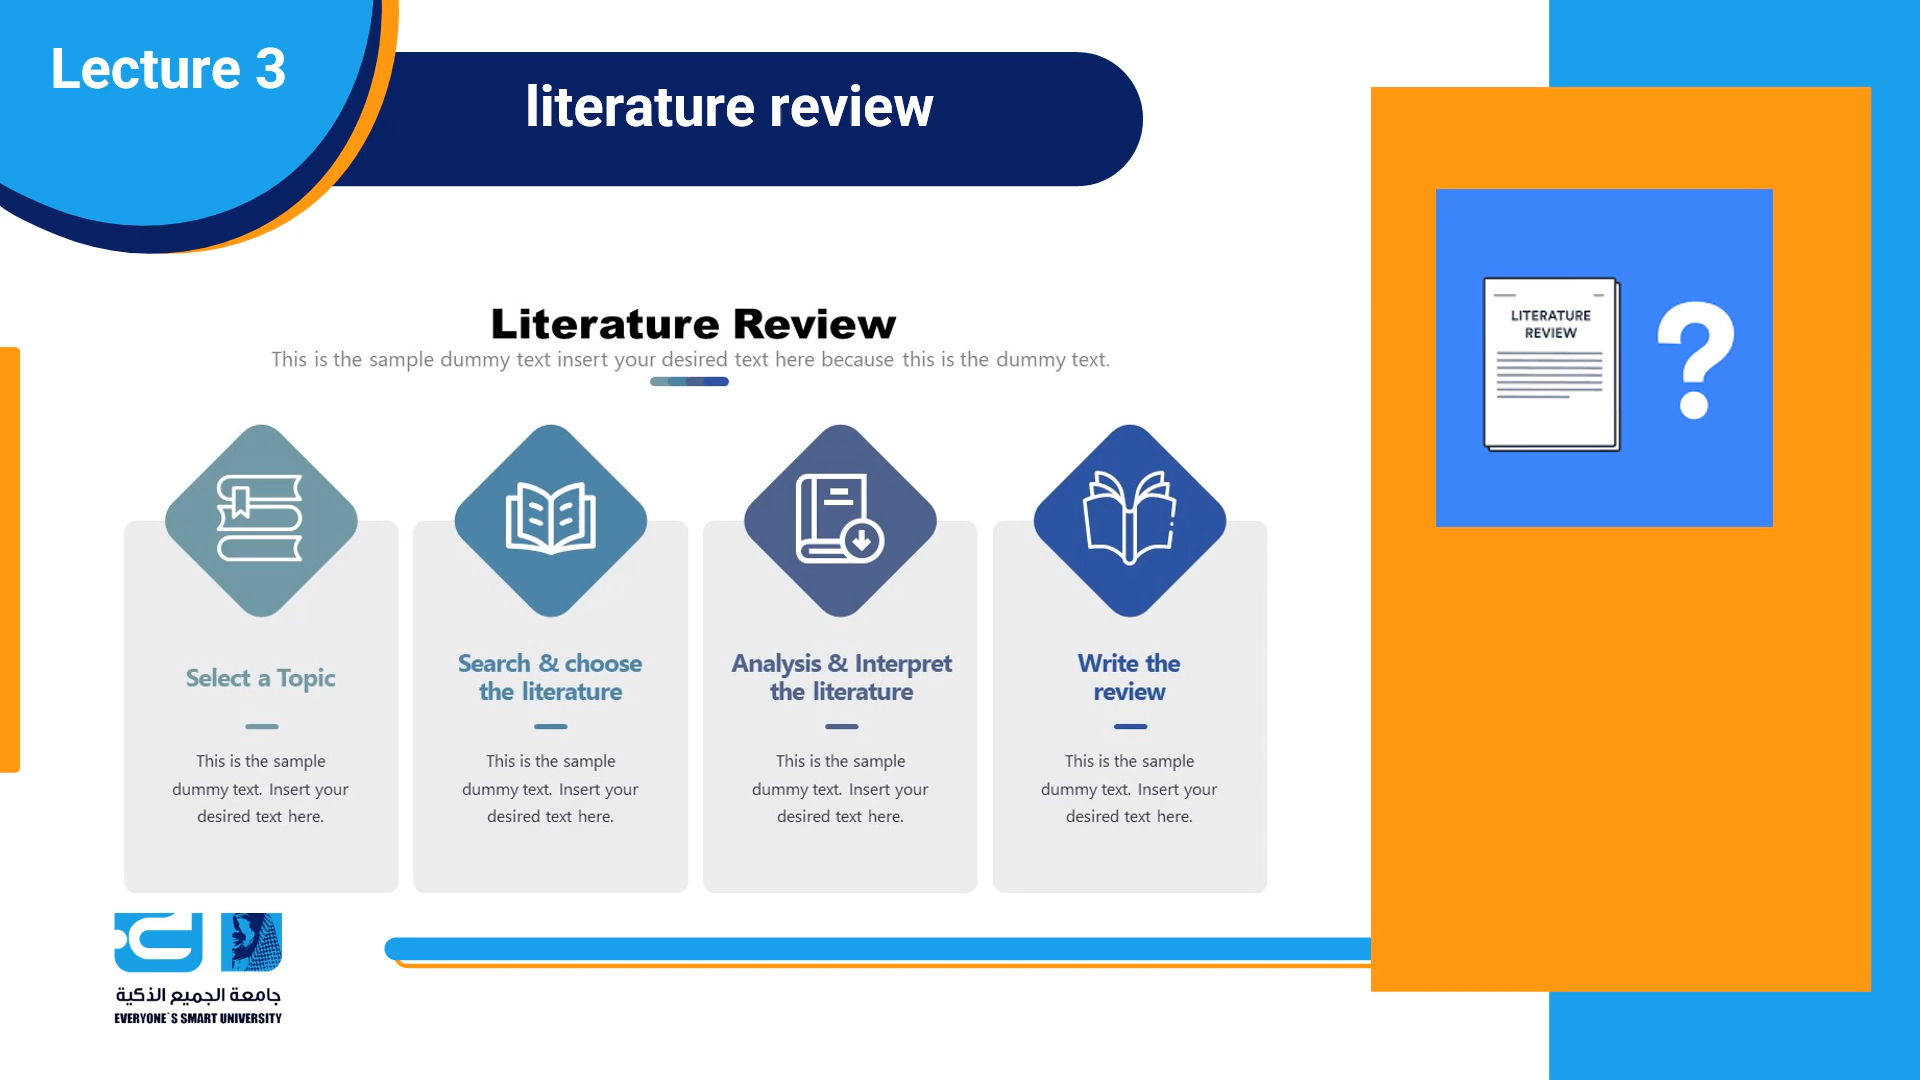 Lecture 3
literature review
Literature Review
This is the sample dummy text insert your desired text here because this is the dummy text.
Select a Topic
This is the sample
dummy text. Insert your
desired text here.
Search & choose
the literature
This is the sample
dummy text. Insert your
desired text here.
Analysis & Interpret
the literature
This is the sample
dummy text. Insert your
desired text here.
Write the
review
This is the sample
dummy text. Insert your
desired text here.
LITERATURE
REVIEW
?
جامعة الجميع الذكية
EVERYONE`S SMART UNIVERSITY